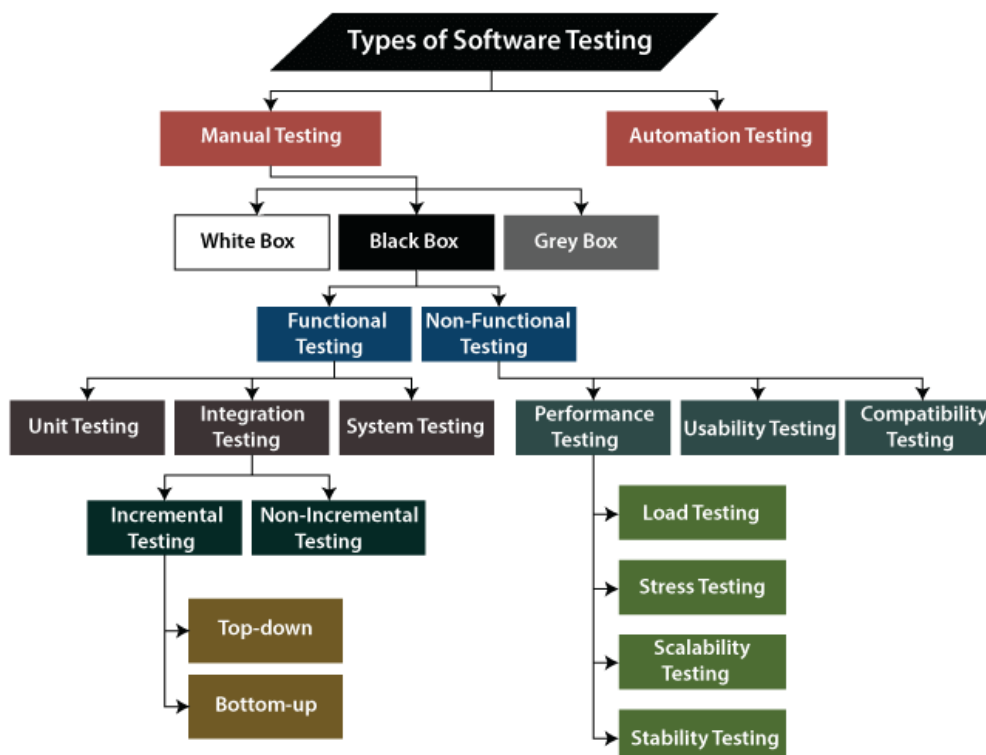 Types of Software Testing
Manual Testing
Automation Testing
White Box
Black Box
Grey Box
Functional
Testing
Non-Functional
Testing
Unit Testing
Integration
Testing
System Testing
Performance
Testing
Usability Testing
Compatibility
Testing
Incremental
Testing
Non-Incremental
Testing
Load Testing
Stress Testing
Top-down
Scalability
Testing
Bottom-up
Stability Testing